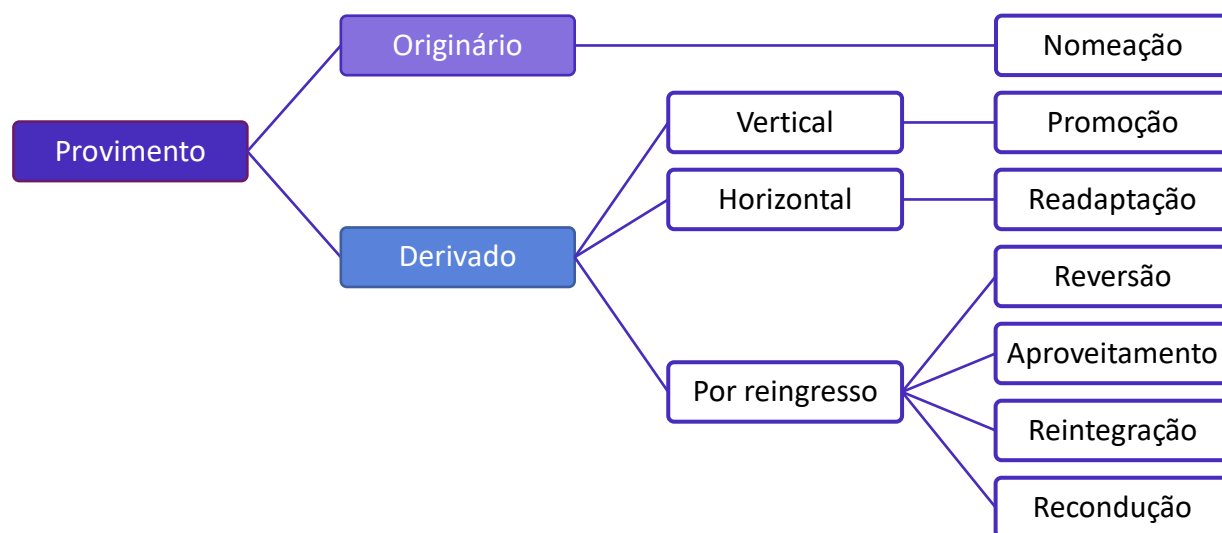 Provimento
Originário
Nomeação
Derivado
Vertical
Promoção
Horizontal
Readaptação
Por reingresso
Reversão
Aproveitamento
Reintegração
Recondução